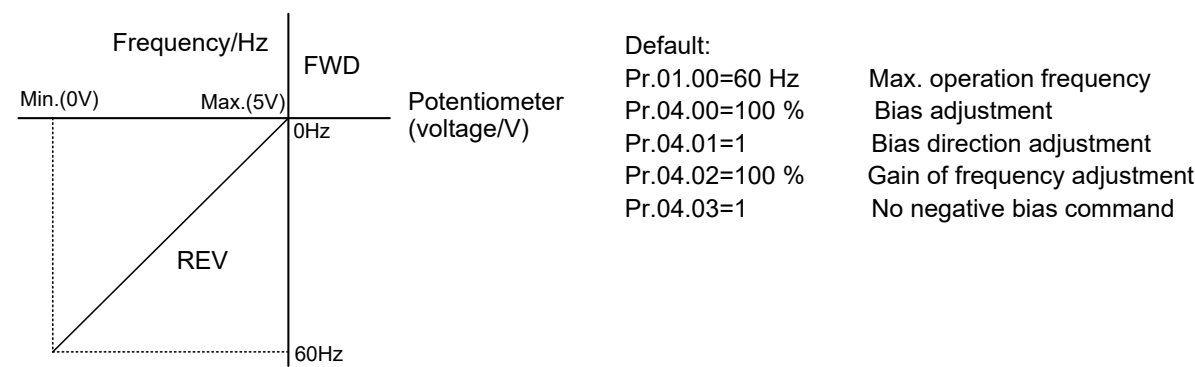 Frequency/Hz
FWD
Min.(0V)
Max.(5V)
Potentiometer
(voltage/V)
0Hz
REV
60Hz
Default:
Pr.01.00=60 Hz Max. operation frequency
Pr.04.00=100 % Bias adjustment
Pr.04.01=1 Bias direction adjustment
Pr.04.02=100 % Gain of frequency adjustment
Pr.04.03=1 No negative bias command